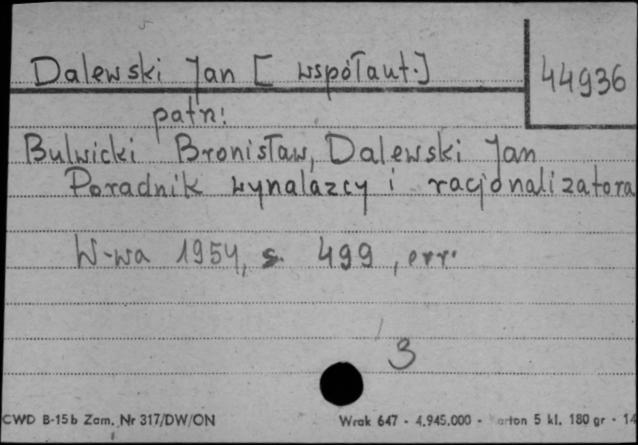 Dalewski Jan [ współaut.]
44936
patrz:
Bulwicki Bronisław, Dalewski Jan
Poradnik wynalazcy i racjonalizatora
W-wa 1954, s. 499, err.
3
CWD B-15b Zam. Nr 317/DW/ON
Wrak 647 - 4.945.000 - Karton 5 kl. 180 gr - 14